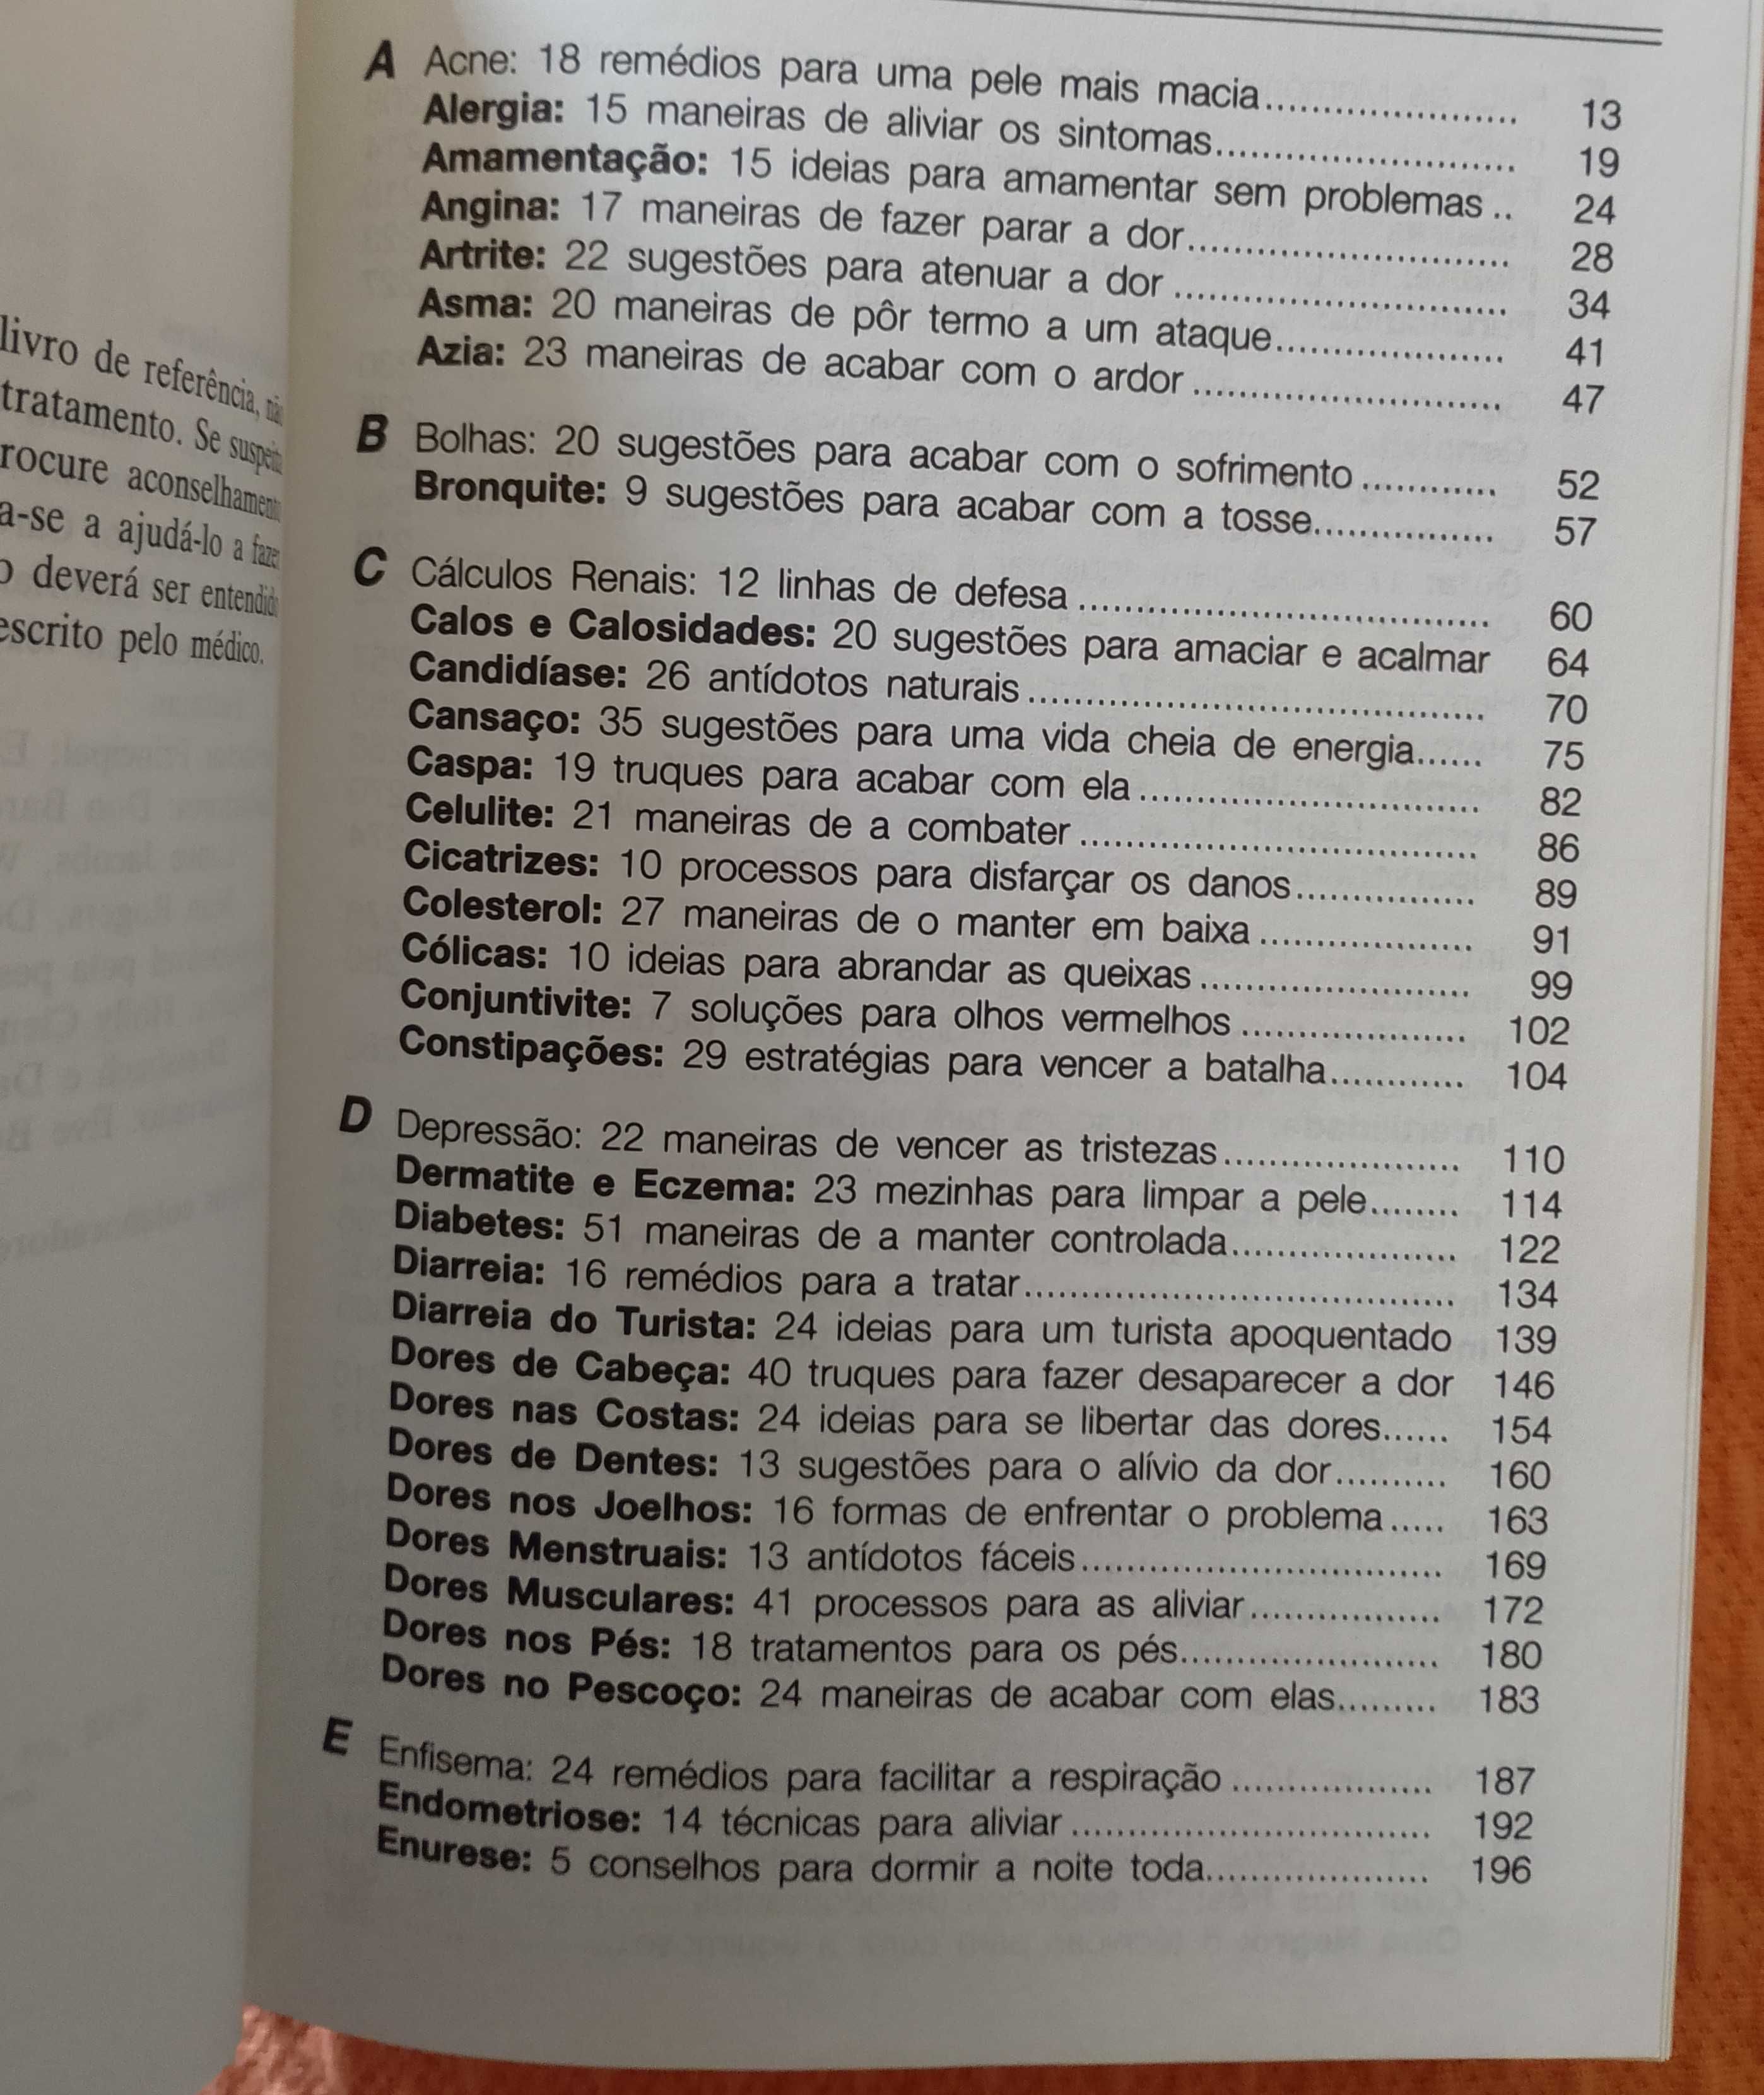 livro de referência,
tratamento. Se
rocure aconselhament
a-se a ajudá-lo a faze
o deverá ser entendid
escrito pelo médico.
A Acne: 18 remédios para uma pele mais macia...................... 13
Alergia: 15 maneiras de aliviar os sintomas.......................... 19
Amamentação: 15 ideias para amamentar sem problemas .. 24
Angina: 17 maneiras de fazer parar a dor............................. 28
Artrite: 22 sugestões para atenuar a dor .............................. 34
Asma: 20 maneiras de pôr termo a um ataque.................... 41
Azia: 23 maneiras de acabar com o ardor ........................... 47
B Bolhas: 20 sugestões para acabar com o sofrimento ............ 52
Bronquite: 9 sugestões para acabar com a tosse................ 57
C Cálculos Renais: 12 linhas de defesa ..................................... 60
Calos e Calosidades: 20 sugestões para amaciar e acalmar 64
Candidíase: 26 antídotos naturais ......................................... 70
Cansaço: 35 sugestões para uma vida cheia de energia...... 75
Caspa: 19 truques para acabar com ela ............................... 82
Celulite: 21 maneiras de a combater .................................... 86
Cicatrizes: 10 processos para disfarçar os danos................ 89
Colesterol: 27 maneiras de o manter em baixa ................... 91
Cólicas: 10 ideias para abrandar as queixas ........................ 99
Conjuntivite: 7 soluções para olhos vermelhos .................... 102
Constipações: 29 estratégias para vencer a batalha............ 104
D Depressão: 22 maneiras de vencer as tristezas..................... 110
Dermatite e Eczema: 23 mezinhas para limpar a pele........ 114
Diabetes: 51 maneiras de a manter controlada.................... 122
Diarreia: 16 remédios para a tratar....................................... 134
Diarreia do Turista: 24 ideias para um turista apoquentado 139
Dores de Cabeça: 40 truques para fazer desaparecer a dor 146
Dores nas Costas: 24 ideias para se libertar das dores...... 154
Dores de Dentes: 13 sugestões para o alívio da dor.......... 160
Dores nos Joelhos: 16 formas de enfrentar o problema ..... 163
Dores Menstruais: 13 antídotos fáceis................................. 169
Dores Musculares: 41 processos para as aliviar................. 172
Dores nos Pés: 18 tratamentos para os pés....................... 180
Dores no Pescoço: 24 maneiras de acabar com elas......... 183
E Enfisema: 24 remédios para facilitar a respiração .................. 187
Endometriose: 14 técnicas para aliviar ................................ 192
Enurese: 5 conselhos para dormir a noite toda.................... 196